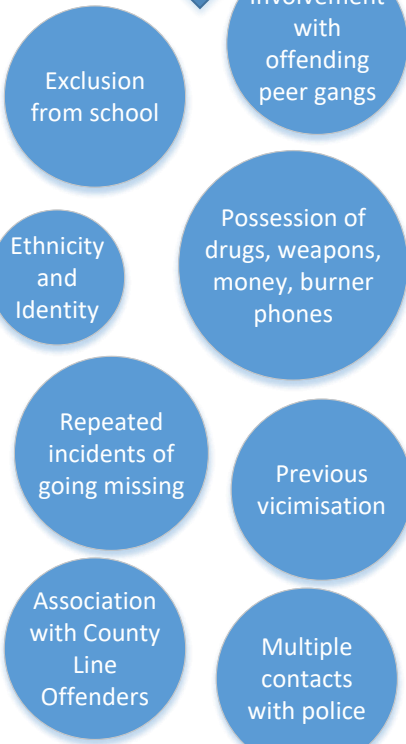 Involvement
with
offending
peer gangs
Exclusion
from school
Ethnicity
and
Identity
Possession of
drugs, weapons,
money, burner
phones
Repeated
incidents of
going missing
Previous
vicimisation
Association
with County
Line
Offenders
Multiple
contacts
with police